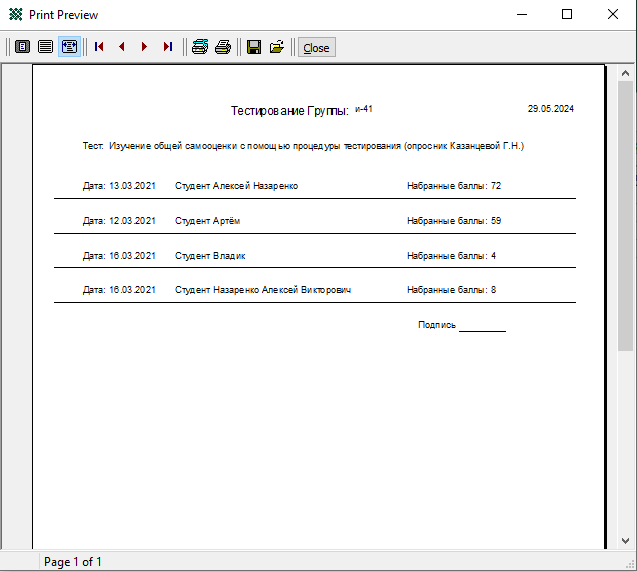 Print Preview
Close
Тестирование Группы: и-41 29.05.2024
Тест: Изучение общей самооценки с помощью процедуры тестирования (опросник Казанцевой Г.Н.)
Дата: 13.03.2021 Студент Алексей Назаренко Набранные баллы: 72
Дата: 12.03.2021 Студент Артём Набранные баллы: 59
Дата: 16.03.2021 Студент Владик Набранные баллы: 4
Дата: 16.03.2021 Студент Назаренко Алексей Викторович Набранные баллы: 8
Подпись ________
Page 1 of 1